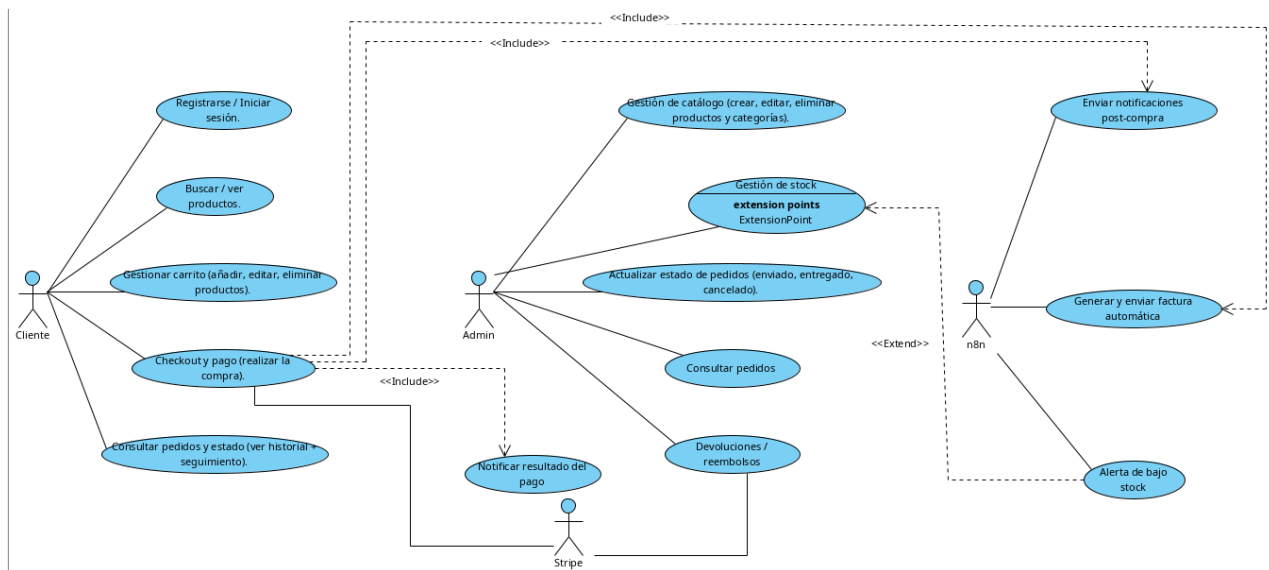 <<Include>>
<<Include>>
Registrarse / Iniciar
sesión.
Gestión de catálogo (crear, editar, eliminar
productos y categorías).
Enviar notificaciones
post-compra
Buscar / ver
productos.
Gestión de stock
extension points
ExtensionPoint
Gestionar carrito (añadir, editar, eliminar
productos).
Actualizar estado de pedidos (enviado, entregado,
cancelado).
Generar y enviar factura
automática
Cliente
Admin
n8n
<<Extend>>
Checkout y pago (realizar la
compra).
Consultar pedidos
<<Include>>
Consultar pedidos y estado (ver historial +
seguimiento).
Devoluciones /
reembolsos
Notificar resultado del
pago
Alerta de bajo
stock
Stripe